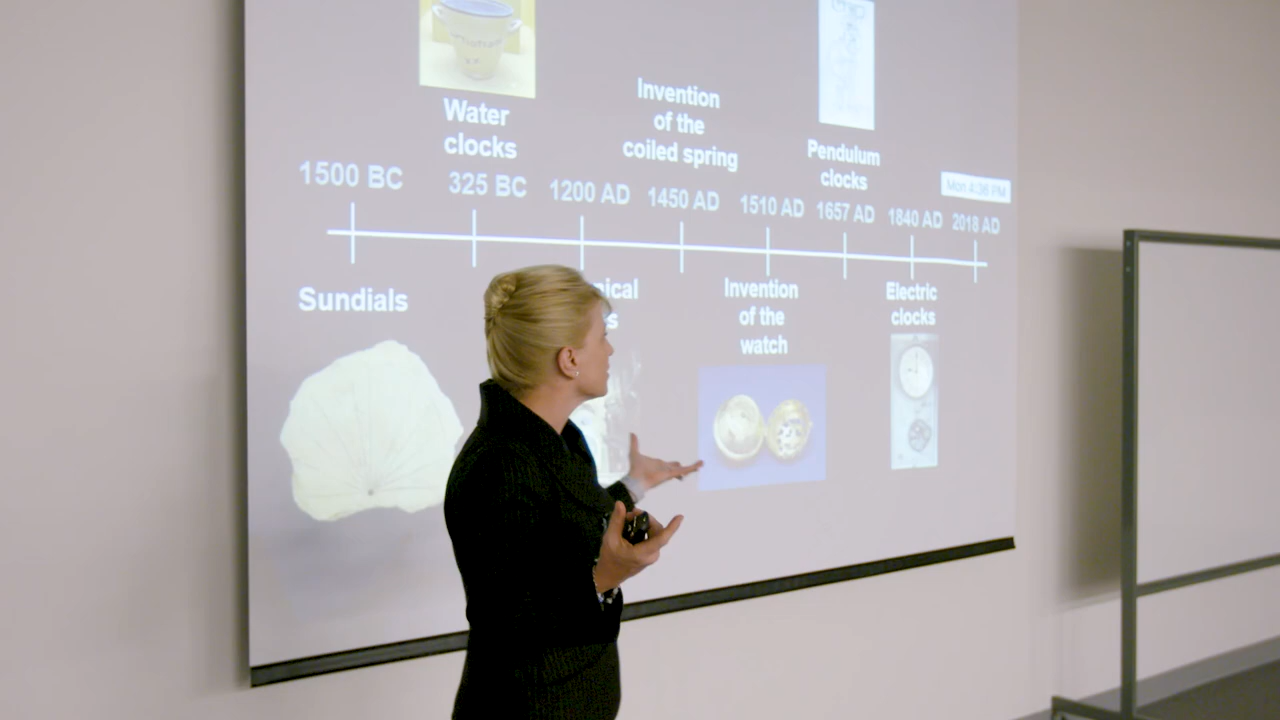 Water
clocks
Invention
of the
coiled spring
Pendulum
clocks
Mon 4:36 PM
1500 BC
325 BC
1200 AD
1450 AD
1510 AD
1657 AD
1840 AD
2018 AD
Sundials
nical
s
Invention
of the
watch
Electric
clocks